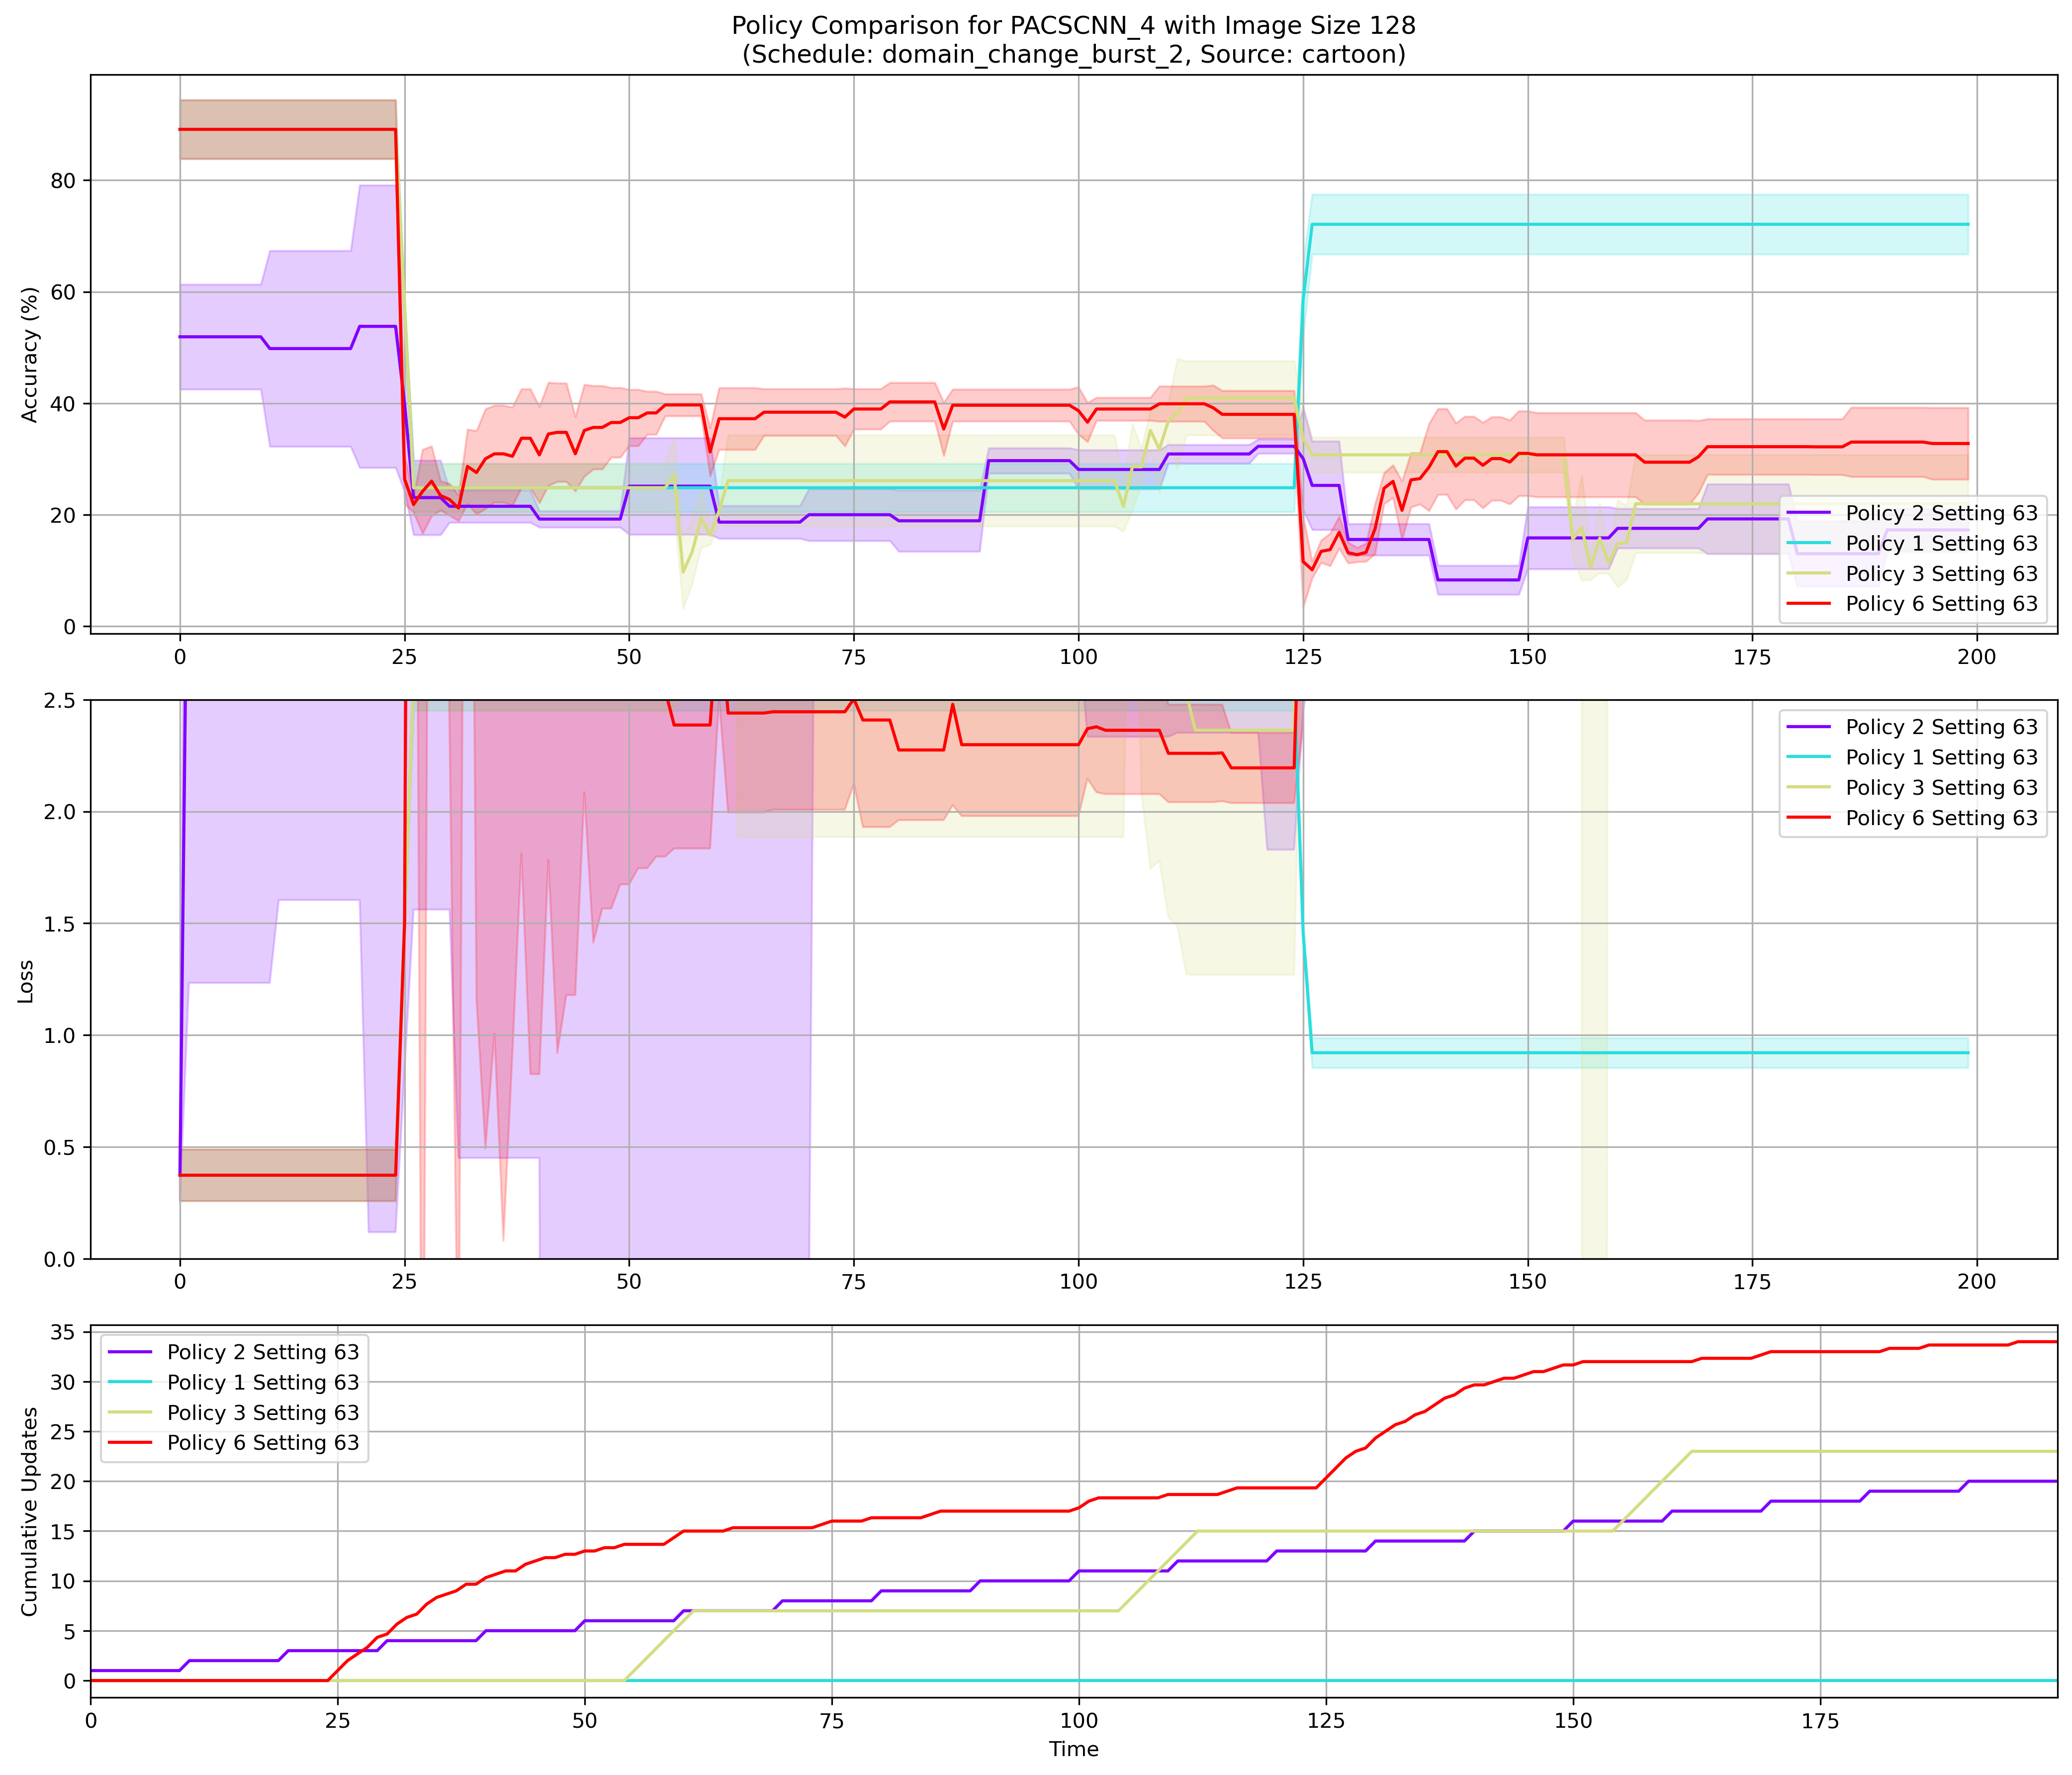 Policy Comparison for PACSCNN_4 with Image Size 128
(Schedule: domain_change_burst_2, Source: cartoon)
Accuracy (%)
80
60
40
20
0
0 25 50 75 100 125 150 175 200
Policy 2 Setting 63
Policy 1 Setting 63
Policy 3 Setting 63
Policy 6 Setting 63
Loss
2.5
2.0
1.5
1.0
0.5
0.0
0 25 50 75 100 125 150 175 200
Policy 2 Setting 63
Policy 1 Setting 63
Policy 3 Setting 63
Policy 6 Setting 63
Cumulative Updates
35
30
25
20
15
10
5
0
0 25 50 75 100 125 150 175
Policy 2 Setting 63
Policy 1 Setting 63
Policy 3 Setting 63
Policy 6 Setting 63
Time